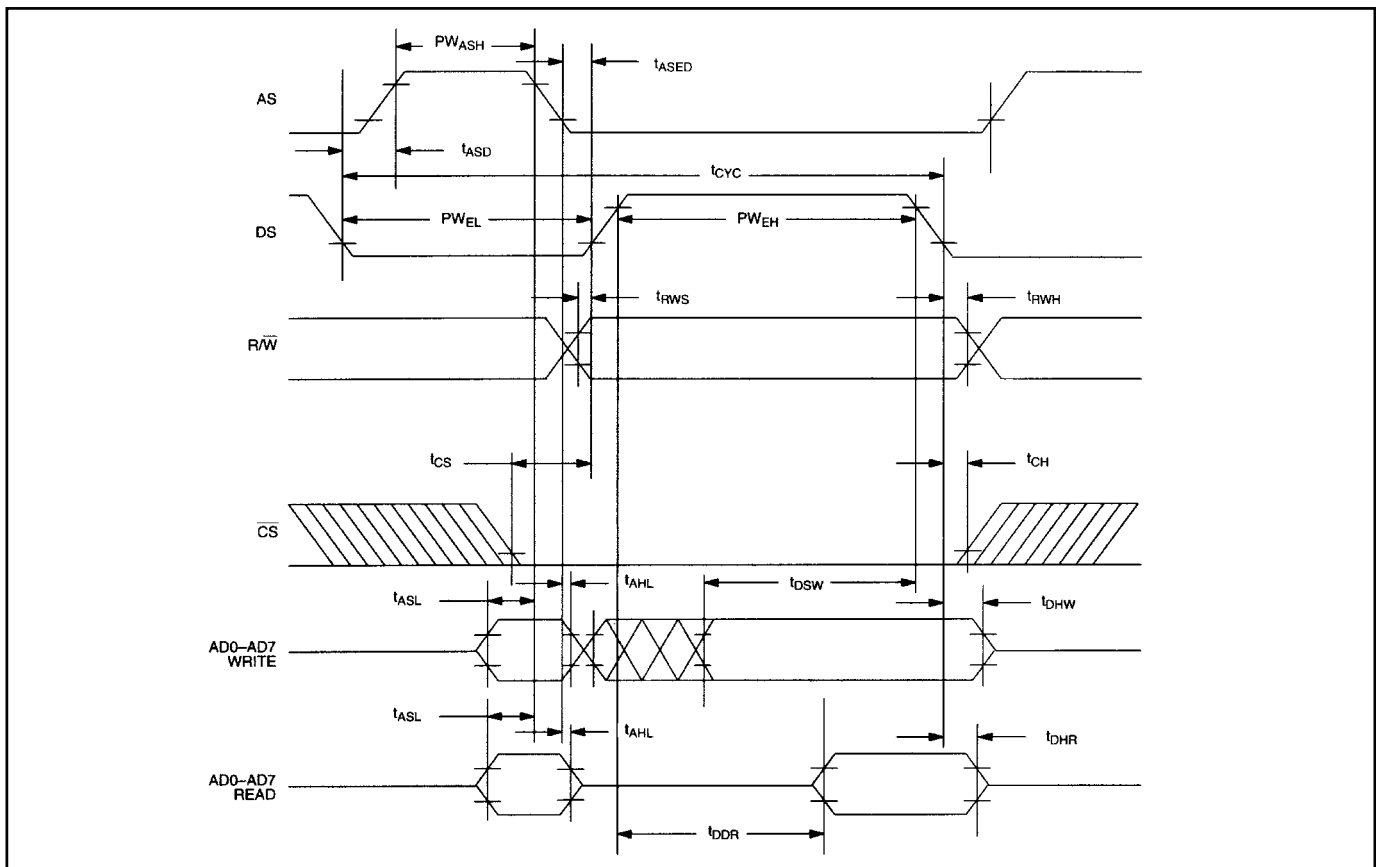 PWASH
tASED
AS
tASD
tCYC
PWEL
PWEH
DS
tRWS
tRWH
R/W̅
tCS
tCH
C̅S̅
tAHL
tDSW
tASL
tDHW
AD0–AD7
WRITE
tASL
tAHL
tDHR
AD0–AD7
READ
tDDR